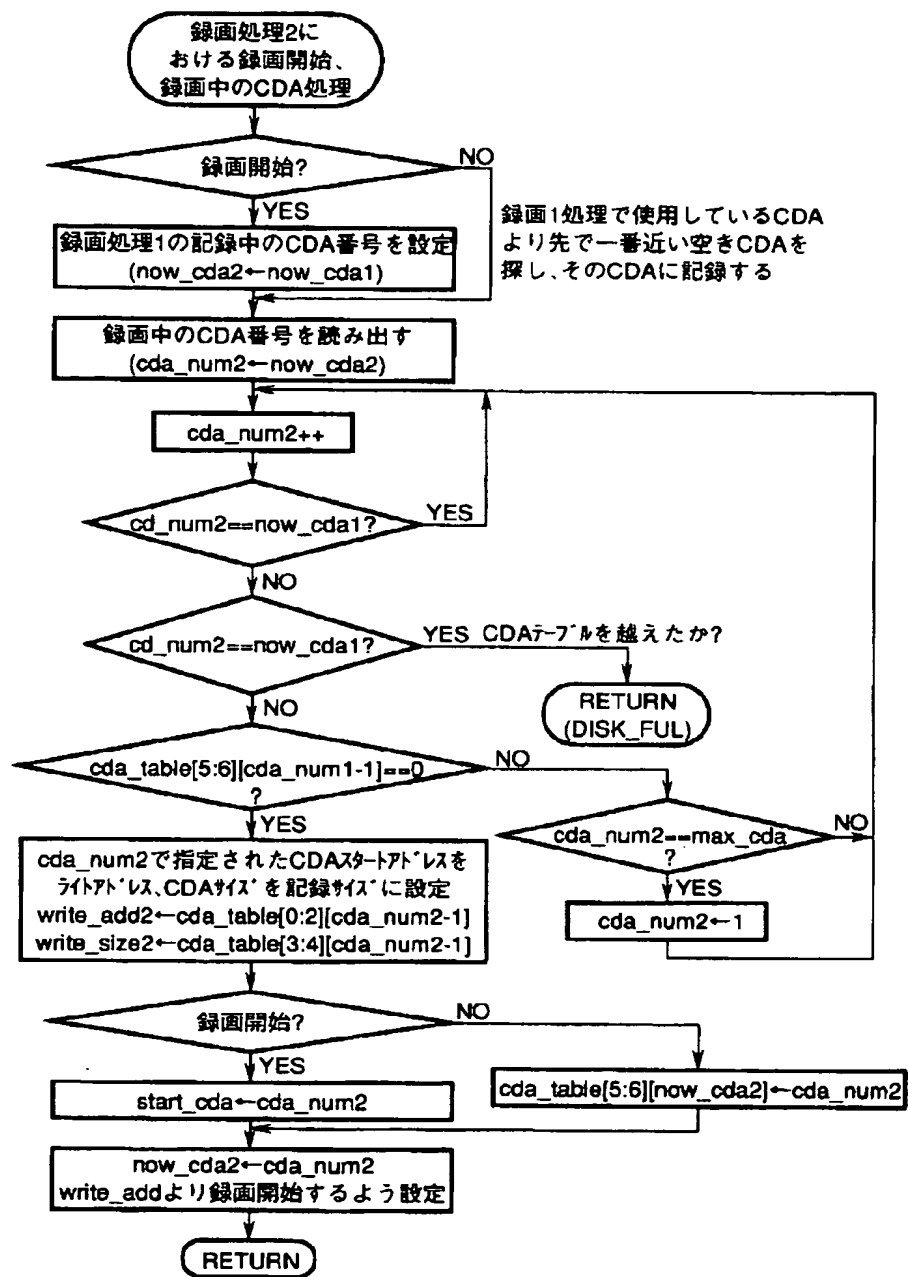 録画処理2に
おける録画開始、
録画中のCDA処理
録画開始?
NO
YES
録画処理1の記録中のCDA番号を設定
(now_cda2←now_cda1)
録画1処理で使用しているCDA
より先で一番近い空きCDAを
探し、そのCDAに記録する
録画中のCDA番号を読み出す
(cda_num2←now_cda2)
cda_num2++
cd_num2==now_cda1?
YES
NO
cd_num2==now_cda1?
YES CDAテーブルを越えたか?
RETURN
(DISK_FUL)
NO
cda_table[5:6][cda_num1-1]==0
?
NO
YES
cda_num2==max_cda
?
NO
YES
cda_num2←1
cda_num2で指定されたCDAスタートアドレスを
ライトアドレス、CDAサイズを記録サイズに設定
write_add2←cda_table[0:2][cda_num2-1]
write_size2←cda_table[3:4][cda_num2-1]
録画開始?
NO
YES
start_cda←cda_num2
cda_table[5:6][now_cda2]←cda_num2
now_cda2←cda_num2
write_addより録画開始するよう設定
RETURN